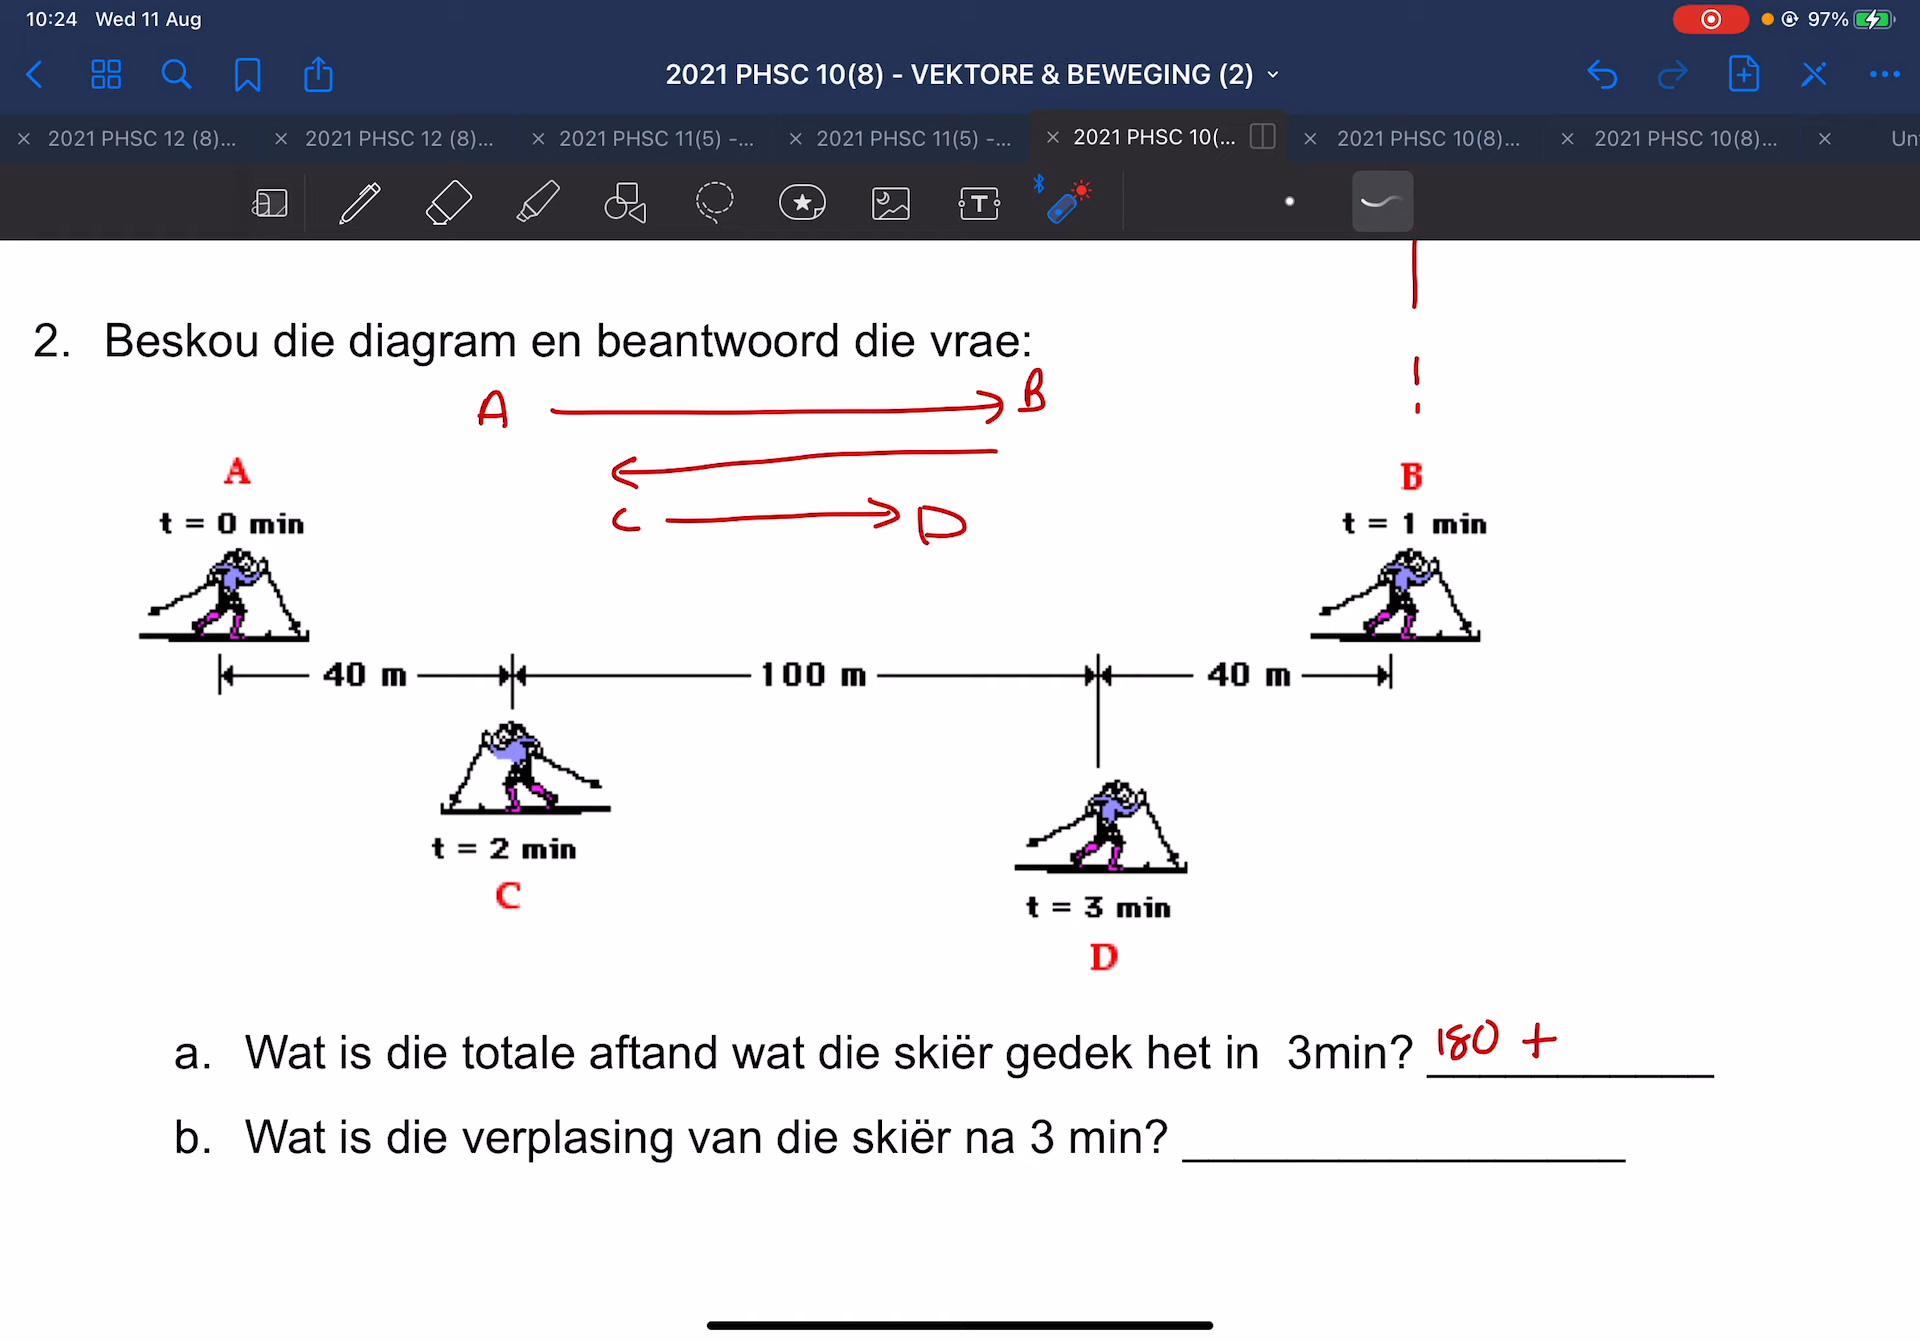 10:24 Wed 11 Aug
97%
2021 PHSC 10(8) - VEKTORE & BEWEGING (2)
2021 PHSC 12 (8)... 2021 PHSC 12 (8)... 2021 PHSC 11(5) -... 2021 PHSC 11(5) -... 2021 PHSC 10(... 2021 PHSC 10(8)... 2021 PHSC 10(8)... Un
T
2. Beskou die diagram en beantwoord die vrae:
A B
C D
A B
t = 0 min t = 1 min
40 m 100 m 40 m
t = 2 min
C
t = 3 min
D
a. Wat is die totale aftand wat die skiër gedek het in 3min? 180 +
b. Wat is die verplasing van die skiër na 3 min?